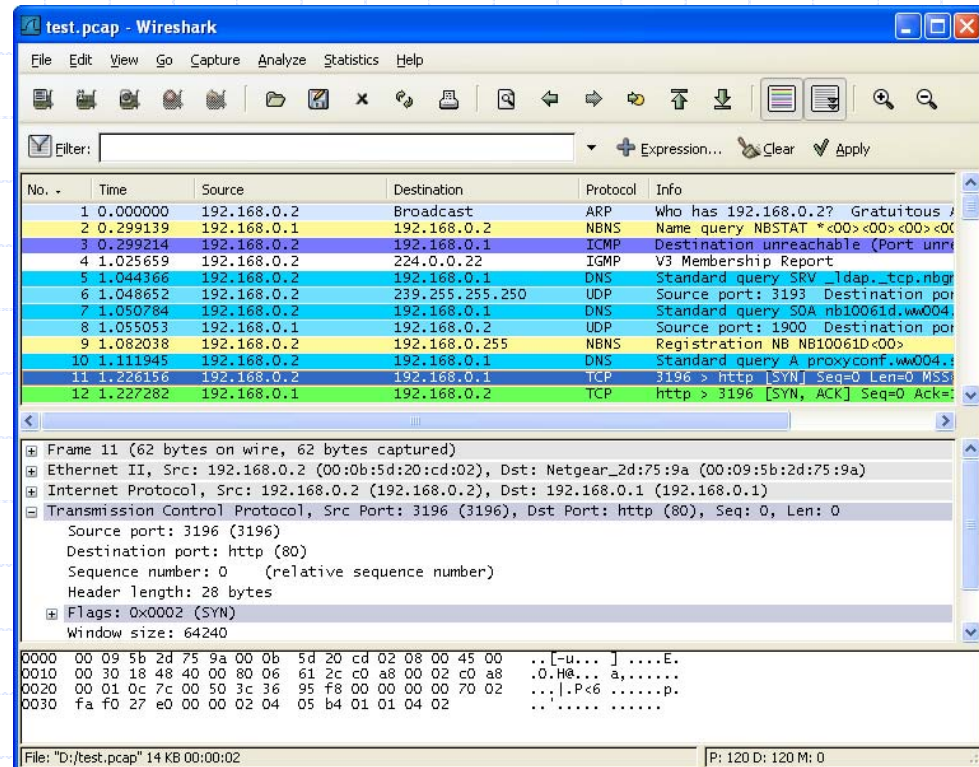 test.pcap - Wireshark
File Edit View Go Capture Analyze Statistics Help
Filter: Expression... Clear Apply
No. - Time Source Destination Protocol Info
1 0.000000 192.168.0.2 Broadcast ARP Who has 192.168.0.2? Gratuitous
2 0.299139 192.168.0.1 192.168.0.2 NBNS Name query NBSTAT *<00><00><00><00
3 0.299214 192.168.0.2 192.168.0.1 ICMP Destination unreachable (Port unre
4 1.025659 192.168.0.2 224.0.0.22 IGMP V3 Membership Report
5 1.044366 192.168.0.2 192.168.0.1 DNS Standard query SRV _ldap._tcp.nbgr
6 1.048652 192.168.0.2 239.255.255.250 UDP Source port: 3193 Destination por
7 1.050784 192.168.0.2 192.168.0.1 DNS Standard query SOA nb10061d.ww004.
8 1.055053 192.168.0.1 192.168.0.2 UDP Source port: 1900 Destination por
9 1.082038 192.168.0.2 192.168.0.255 NBNS Registration NB NB10061D<00>
10 1.111945 192.168.0.2 192.168.0.1 DNS Standard query A proxyconf.ww004.s
11 1.226156 192.168.0.2 192.168.0.1 TCP 3196 > http [SYN] Seq=0 Len=0 MSS=
12 1.227282 192.168.0.1 192.168.0.2 TCP http > 3196 [SYN, ACK] Seq=0 Ack=1
Frame 11 (62 bytes on wire, 62 bytes captured)
Ethernet II, Src: 192.168.0.2 (00:0b:5d:20:cd:02), Dst: Netgear_2d:75:9a (00:09:5b:2d:75:9a)
Internet Protocol, Src: 192.168.0.2 (192.168.0.2), Dst: 192.168.0.1 (192.168.0.1)
Transmission Control Protocol, Src Port: 3196 (3196), Dst Port: http (80), Seq: 0, Len: 0
Source port: 3196 (3196)
Destination port: http (80)
Sequence number: 0 (relative sequence number)
Header length: 28 bytes
Flags: 0x0002 (SYN)
Window size: 64240
0000 00 09 5b 2d 75 9a 00 0b 5d 20 cd 02 08 00 45 00 ..[-u... ] ....E.
0010 00 30 18 48 40 00 80 06 61 2c c0 a8 00 02 c0 a8 .0.H@... a,......
0020 00 01 0c 7c 00 50 3c 36 95 f8 00 00 00 00 70 02 ...|.P<6 ......p.
0030 fa f0 27 e0 00 00 02 04 05 b4 01 01 04 02 ..'..... ......
File: "D:/test.pcap" 14 KB 00:00:02 P: 120 D: 120 M: 0